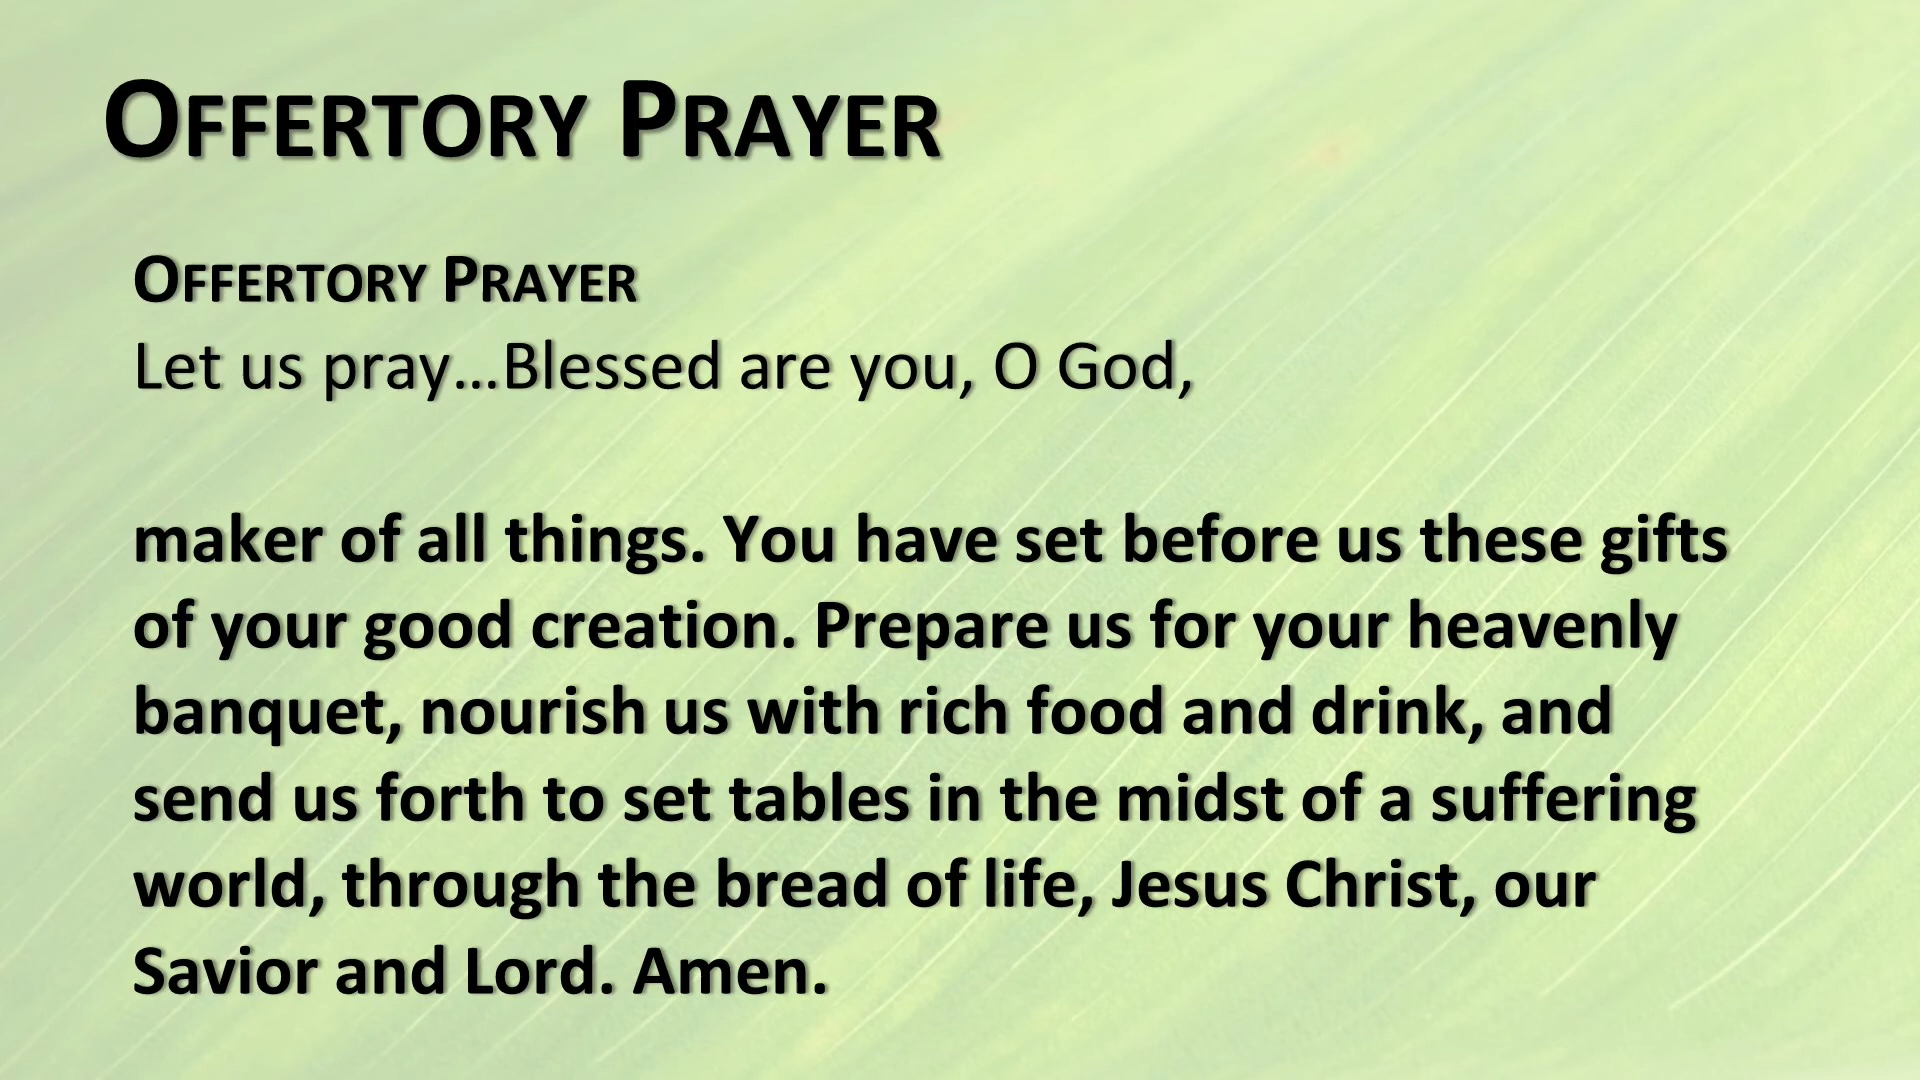 OFFERTORY PRAYER
OFFERTORY PRAYER
Let us pray…Blessed are you, O God,
maker of all things. You have set before us these gifts
of your good creation. Prepare us for your heavenly
banquet, nourish us with rich food and drink, and
send us forth to set tables in the midst of a suffering
world, through the bread of life, Jesus Christ, our
Savior and Lord. Amen.